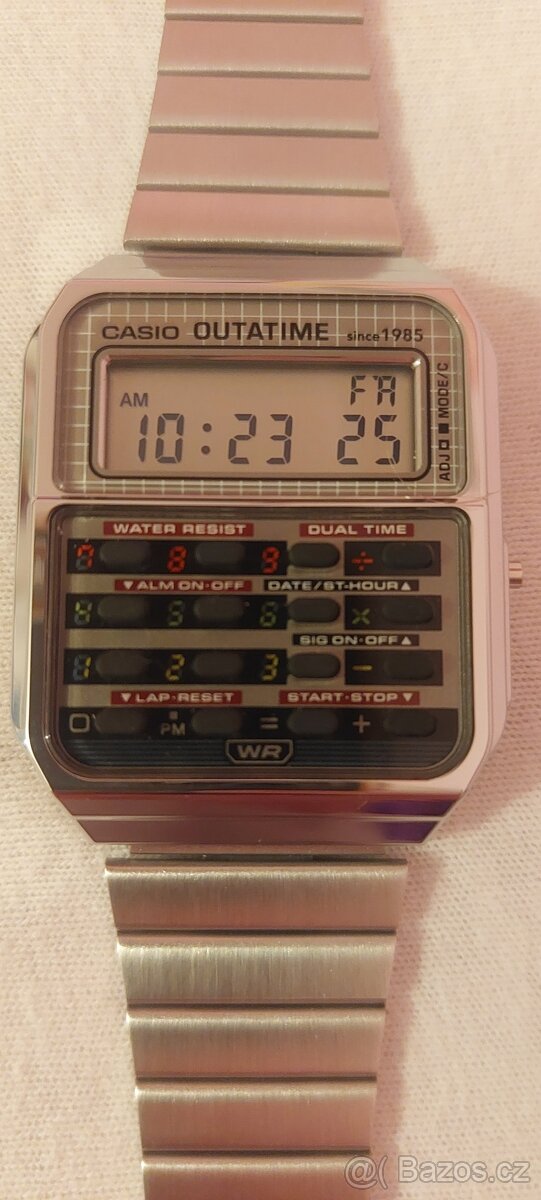 CASIO OUTATIME since 1985
AM FR
10:23 25
ADJ MODE/C
WATER RESIST DUAL TIME
7 8 9 ÷
▼ALM ON·OFF DATE/ST-HOUR▲
4 5 6 ×
SIG ON·OFF▲
1 2 3 −
▼LAP·RESET START·STOP▼
0 ▪ PM = +
WR
@( Bazos.cz